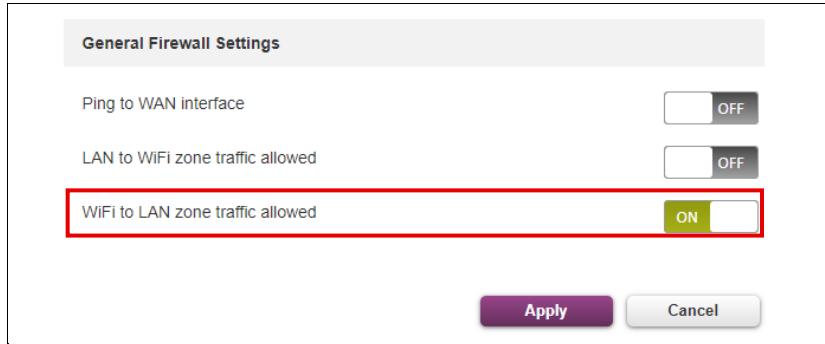 General Firewall Settings
Ping to WAN interface OFF
LAN to WiFi zone traffic allowed OFF
WiFi to LAN zone traffic allowed ON
Apply Cancel